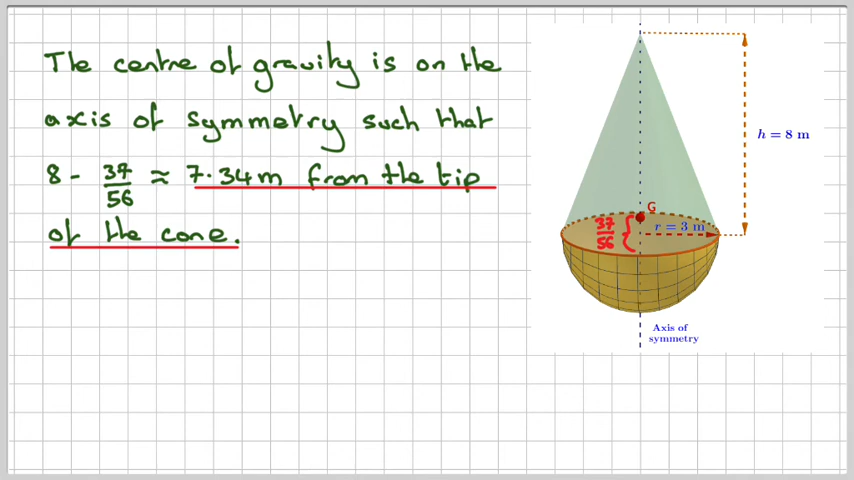 The centre of gravity is on the
axis of symmetry such that
8 - 37/56 ≈ 7.34m from the tip
of the cone.
h = 8 m
G
37/56
r = 3 m
Axis of
symmetry